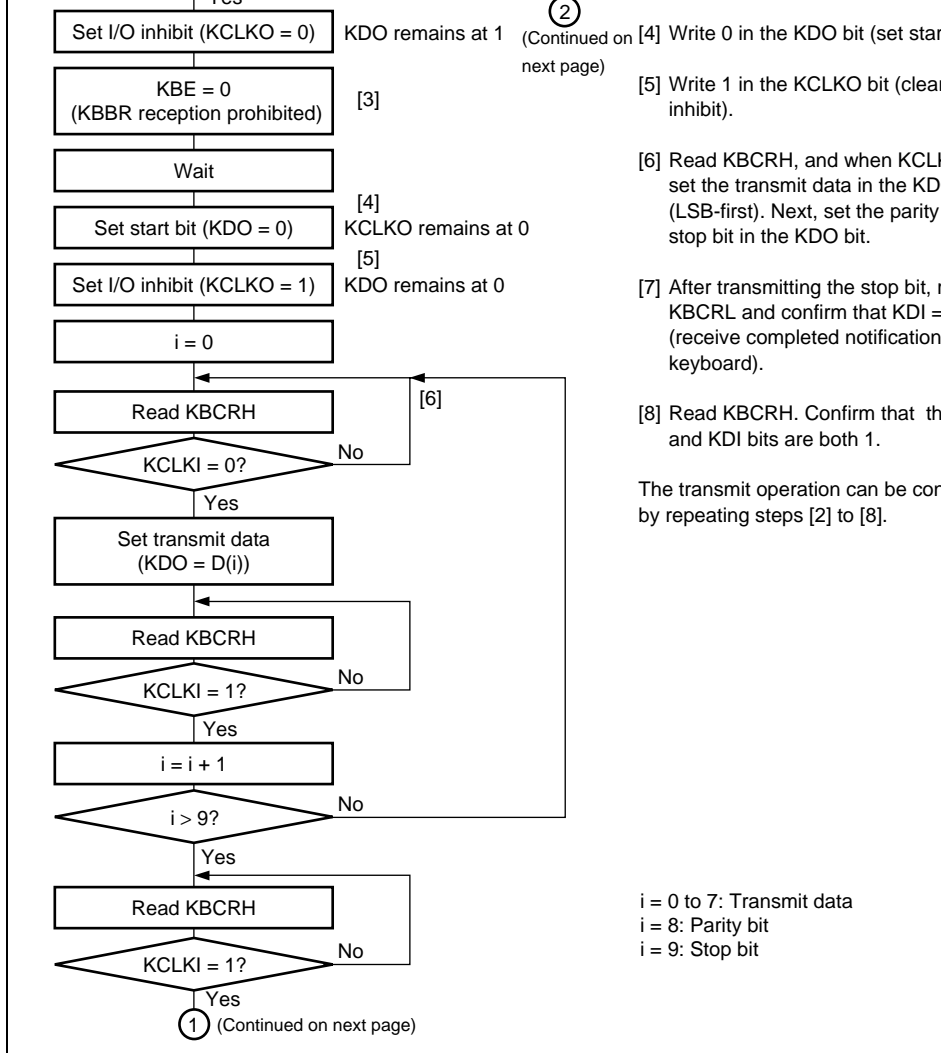 Yes
Set I/O inhibit (KCLKO = 0)
KDO remains at 1
2
(Continued on
next page)
KBE = 0
(KBBR reception prohibited)
[3]
Wait
[4]
Set start bit (KDO = 0)
KCLKO remains at 0
[5]
Set I/O inhibit (KCLKO = 1)
KDO remains at 0
i = 0
[6]
Read KBCRH
KCLKI = 0?
No
Yes
Set transmit data
(KDO = D(i))
Read KBCRH
KCLKI = 1?
No
Yes
i = i + 1
i > 9?
No
Yes
Read KBCRH
KCLKI = 1?
No
Yes
1 (Continued on next page)
[4] Write 0 in the KDO bit (set
[5] Write 1 in the KCLKO bit
inhibit).
[6] Read KBCRH, and when
set the transmit data in the
(LSB-first). Next, set the parity
stop bit in the KDO bit.
[7] After transmitting the stop bit,
KBCRL and confirm that KDI =
(receive completed notification
keyboard).
[8] Read KBCRH. Confirm that
and KDI bits are both 1.
The transmit operation can be
by repeating steps [2] to [8].
i = 0 to 7: Transmit data
i = 8: Parity bit
i = 9: Stop bit